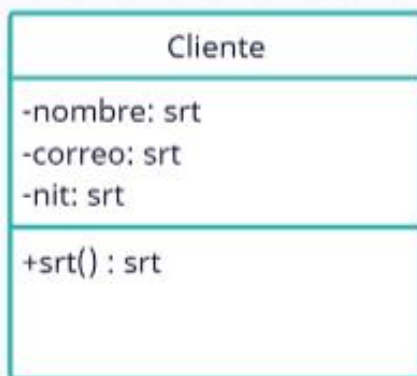 Cliente
-nombre: srt
-correo: srt
-nit: srt
+srt() : srt